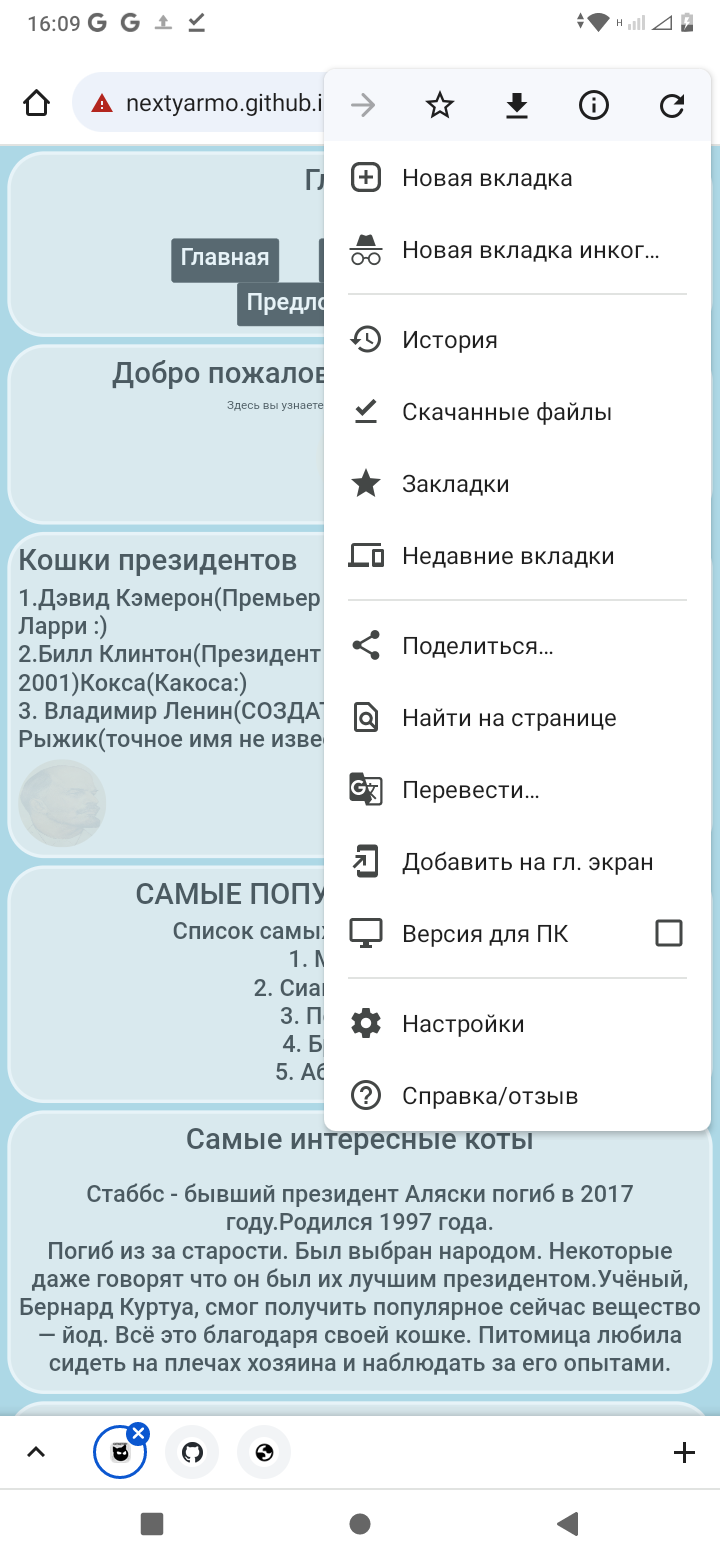 16:09
H
nextyarmo.github.i
Новая вкладка
Новая вкладка инког…
История
Скачанные файлы
Закладки
Недавние вкладки
Поделиться…
Найти на странице
Перевести…
Добавить на гл. экран
Версия для ПК
Настройки
Справка/отзыв
Главная
Предло
Добро пожалов
Здесь вы узнаете
Кошки президентов
1.Дэвид Кэмерон(Премьер
Ларри :)
2.Билл Клинтон(Президент
2001)Кокса(Какоса:)
3. Владимир Ленин(СОЗДАТ
Рыжик(точное имя не изве
САМЫЕ ПОПУ
Список самы
1. М
2. Сиа
3. П
4. Б
5. Аб
Самые интересные коты
Стаббс - бывший президент Аляски погиб в 2017
году.Родился 1997 года.
Погиб из за старости. Был выбран народом. Некоторые
даже говорят что он был их лучшим президентом.Учёный,
Бернард Куртуа, смог получить популярное сейчас вещество
— йод. Всё это благодаря своей кошке. Питомица любила
сидеть на плечах хозяина и наблюдать за его опытами.